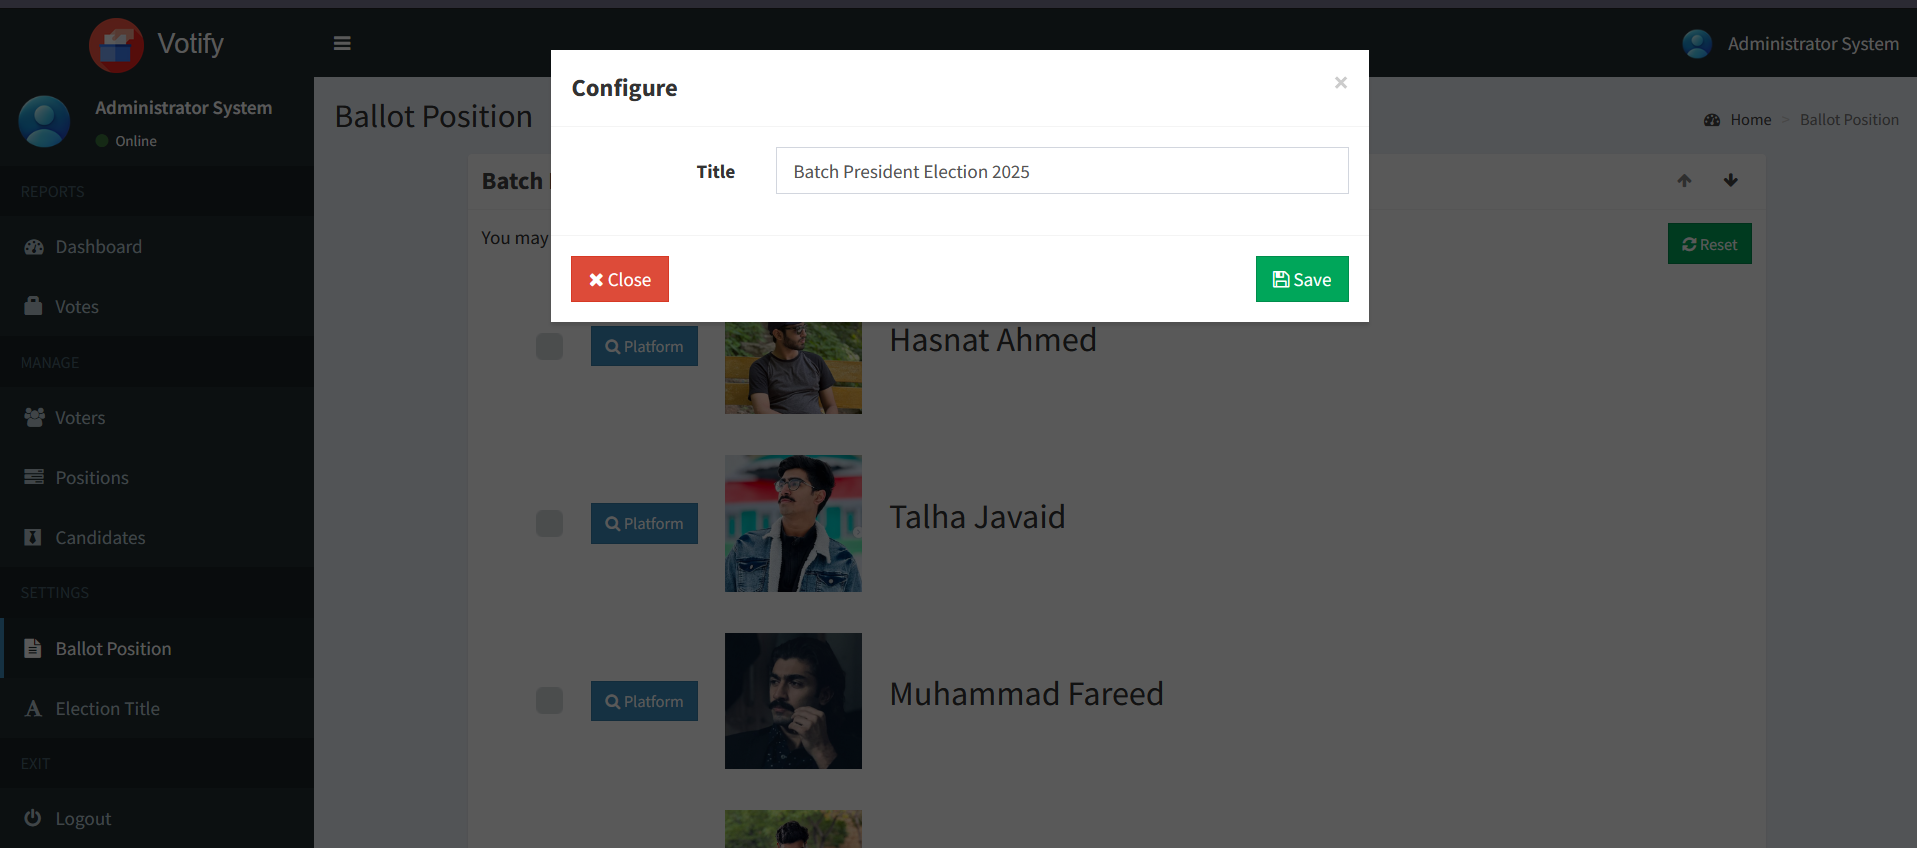 Votify
Administrator System
Administrator System
Online
REPORTS
Dashboard
Votes
MANAGE
Voters
Positions
Candidates
SETTINGS
Ballot Position
Election Title
EXIT
Logout
Ballot Position
Home > Ballot Position
Configure
×
Title
Batch President Election 2025
Close
Save
Batch
You may
Reset
Platform
Hasnat Ahmed
Platform
Talha Javaid
Platform
Muhammad Fareed